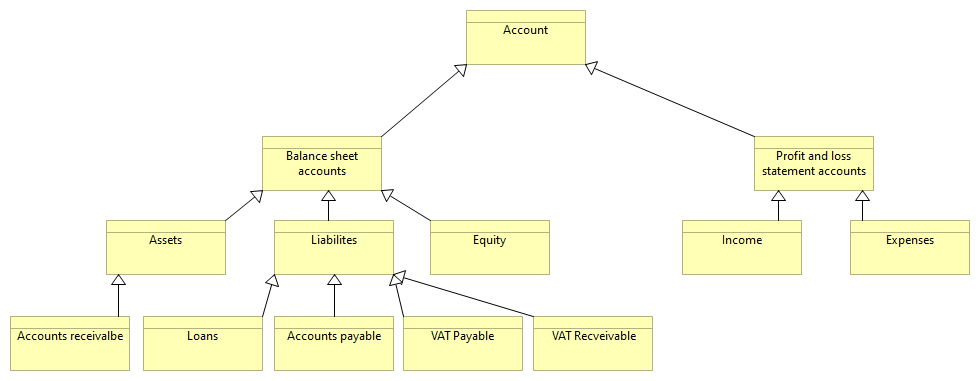 Account
Balance sheet
accounts
Profit and loss
statement accounts
Assets
Liabilites
Equity
Income
Expenses
Accounts receivalbe
Loans
Accounts payable
VAT Payable
VAT Recveivable